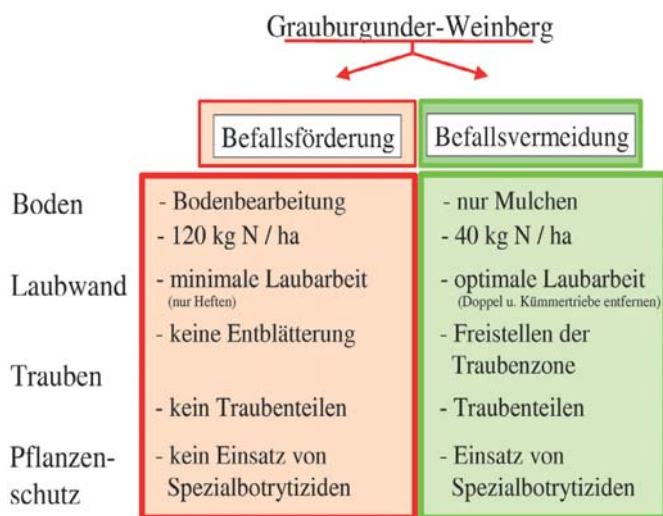 Grauburgunder-Weinberg
Befallsförderung
Befallsvermeidung
Boden
- Bodenbearbeitung
- nur Mulchen
- 120 kg N / ha
- 40 kg N / ha
Laubwand
- minimale Laubarbeit
(nur Heften)
- optimale Laubarbeit
(Doppel u. Kümmertriebe entfernen)
- keine Entblätterung
- Freistellen der
Traubenzone
Trauben
- kein Traubenteilen
- Traubenteilen
Pflanzen-
schutz
- kein Einsatz von
Spezialbotrytiziden
- Einsatz von
Spezialbotrytiziden